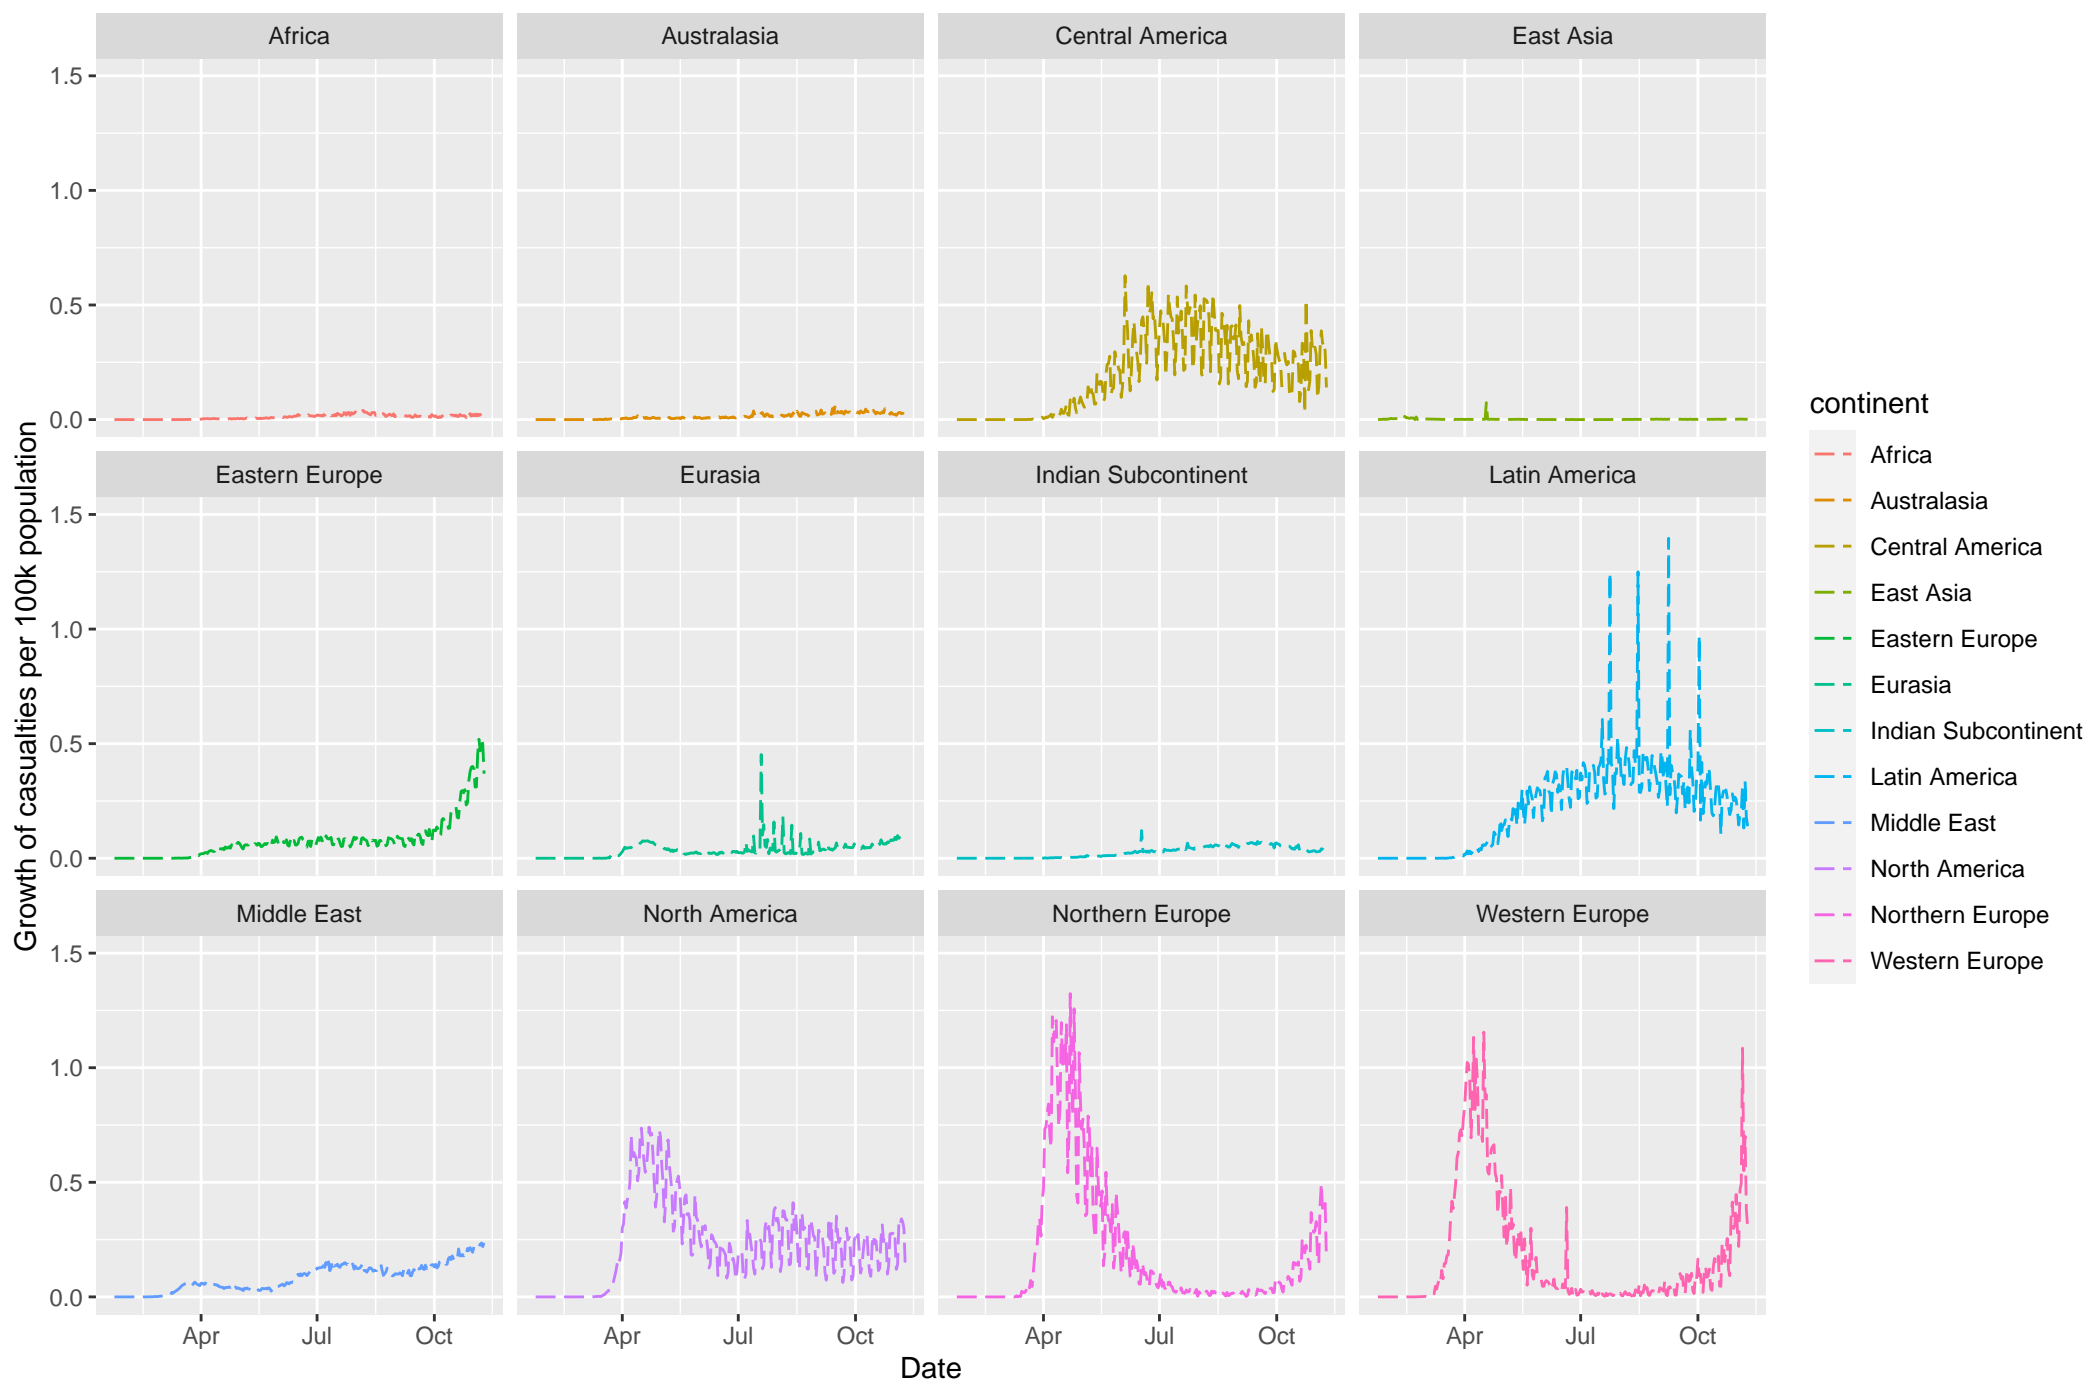 Africa
Australasia
Central America
East Asia
1.5
1.0
0.5
0.0
Eastern Europe
Eurasia
Indian Subcontinent
Latin America
1.5
1.0
0.5
0.0
Middle East
North America
Northern Europe
Western Europe
1.5
1.0
0.5
0.0
Apr Jul Oct
Apr Jul Oct
Apr Jul Oct
Apr Jul Oct
Date
Growth of casualties per 100k population
continent
Africa
Australasia
Central America
East Asia
Eastern Europe
Eurasia
Indian Subcontinent
Latin America
Middle East
North America
Northern Europe
Western Europe